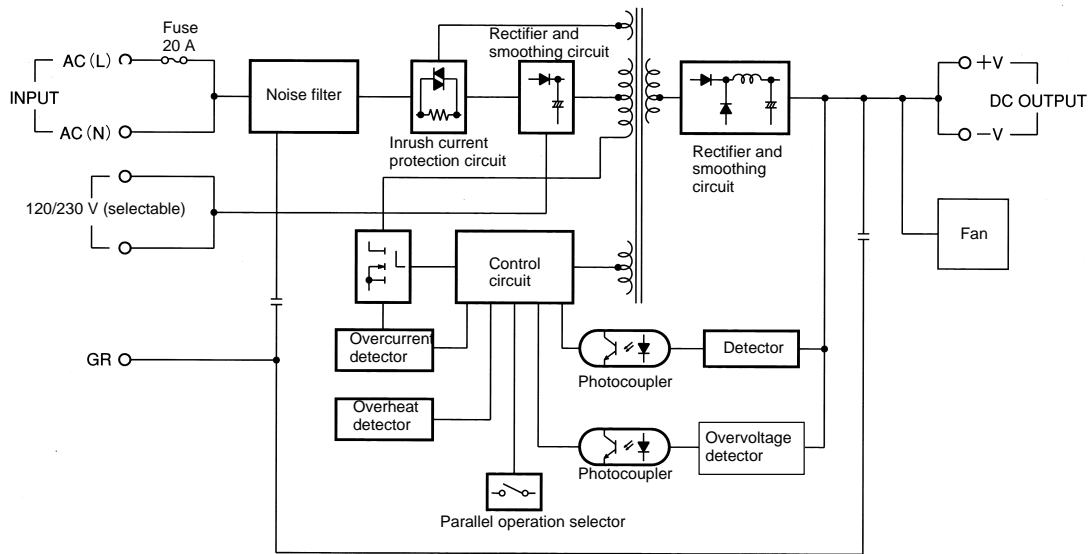 Fuse
20 A
AC (L)
INPUT
AC (N)
Noise filter
Inrush current
protection circuit
Rectifier and
smoothing circuit
Rectifier and
smoothing
circuit
+V
DC OUTPUT
−V
120/230 V (selectable)
Fan
Control
circuit
Overcurrent
detector
GR
Photocoupler
Detector
Overheat
detector
Photocoupler
Overvoltage
detector
Parallel operation selector